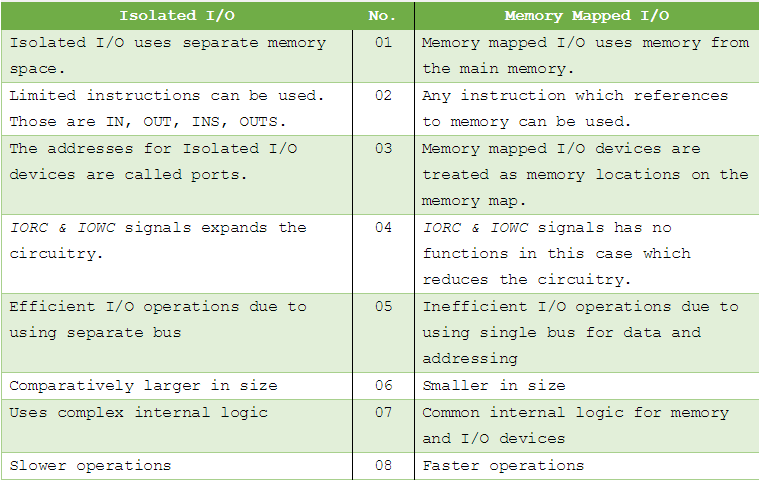 Isolated I/O No. Memory Mapped I/O
Isolated I/O uses separate memory 01 Memory mapped I/O uses memory from
space. the main memory.
Limited instructions can be used. 02 Any instruction which references
Those are IN, OUT, INS, OUTS. to memory can be used.
The addresses for Isolated I/O 03 Memory mapped I/O devices are
devices are called ports. treated as memory locations on the
memory map.
IORC & IOWC signals expands the 04 IORC & IOWC signals has no
circuitry. functions in this case which
reduces the circuitry.
Efficient I/O operations due to 05 Inefficient I/O operations due to
using separate bus using single bus for data and
addressing
Comparatively larger in size 06 Smaller in size
Uses complex internal logic 07 Common internal logic for memory
and I/O devices
Slower operations 08 Faster operations